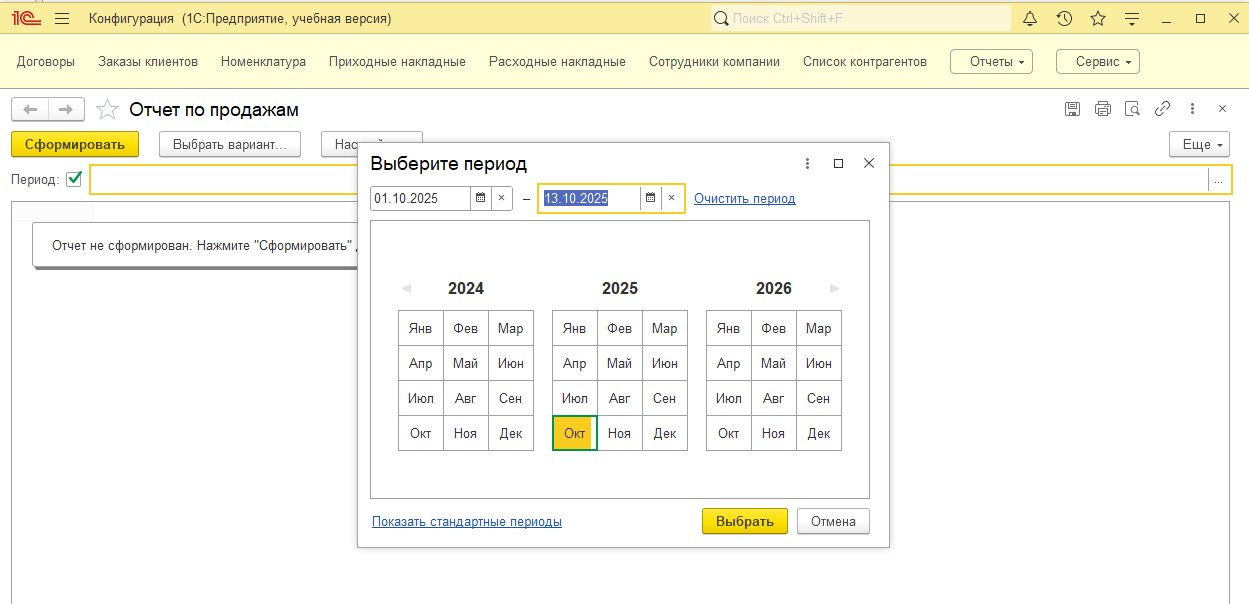 1С Конфигурация (1С:Предприятие, учебная версия) Поиск Ctrl+Shift+F
Договоры Заказы клиентов Номенклатура Приходные накладные Расходные накладные Сотрудники компании Список контрагентов Отчеты Сервис
Отчет по продажам
Сформировать Выбрать вариант... Еще
Период: ...
Отчет не сформирован. Нажмите "Сформировать"
Выберите период
01.10.2025 – 13.10.2025 Очистить период
2024 2025 2026
Янв Фев Мар Янв Фев Мар Янв Фев Мар
Апр Май Июн Апр Май Июн Апр Май Июн
Июл Авг Сен Июл Авг Сен Июл Авг Сен
Окт Ноя Дек Окт Ноя Дек Окт Ноя Дек
Показать стандартные периоды Выбрать Отмена